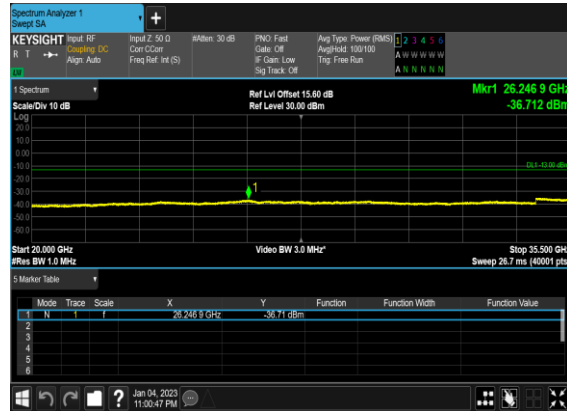 Spectrum Analyzer 1
Swept SA
+
KEYSIGHT Input: RF Input Z: 50 Ω #Atten: 30 dB PNO: Fast Avg Type: Power (RMS) 1 2 3 4 5 6
R T Coupling: DC Corr CCorr Gate: Off Avg|Hold: 100/100 A W W W W W
Align: Auto Freq Ref: Int (S) IF Gain: Low Trig: Free Run A N N N N N
Sig Track: Off
1 Spectrum Ref Lvl Offset 15.60 dB Mkr1 26.246 9 GHz
Scale/Div 10 dB Ref Level 30.00 dBm -36.712 dBm
Log
20.0
10.0
0.00
-10.0
DL1 -13.00 dBm
-20.0
-30.0
1
-40.0
-50.0
-60.0
Start 20.000 GHz Video BW 3.0 MHz* Stop 35.500 GHz
#Res BW 1.0 MHz Sweep 26.7 ms (40001 pts)
5 Marker Table
Mode Trace Scale X Y Function Function Width Function Value
1 N 1 f 26.246 9 GHz -36.71 dBm
2
3
4
5
6
? Jan 04, 2023
11:00:47 PM